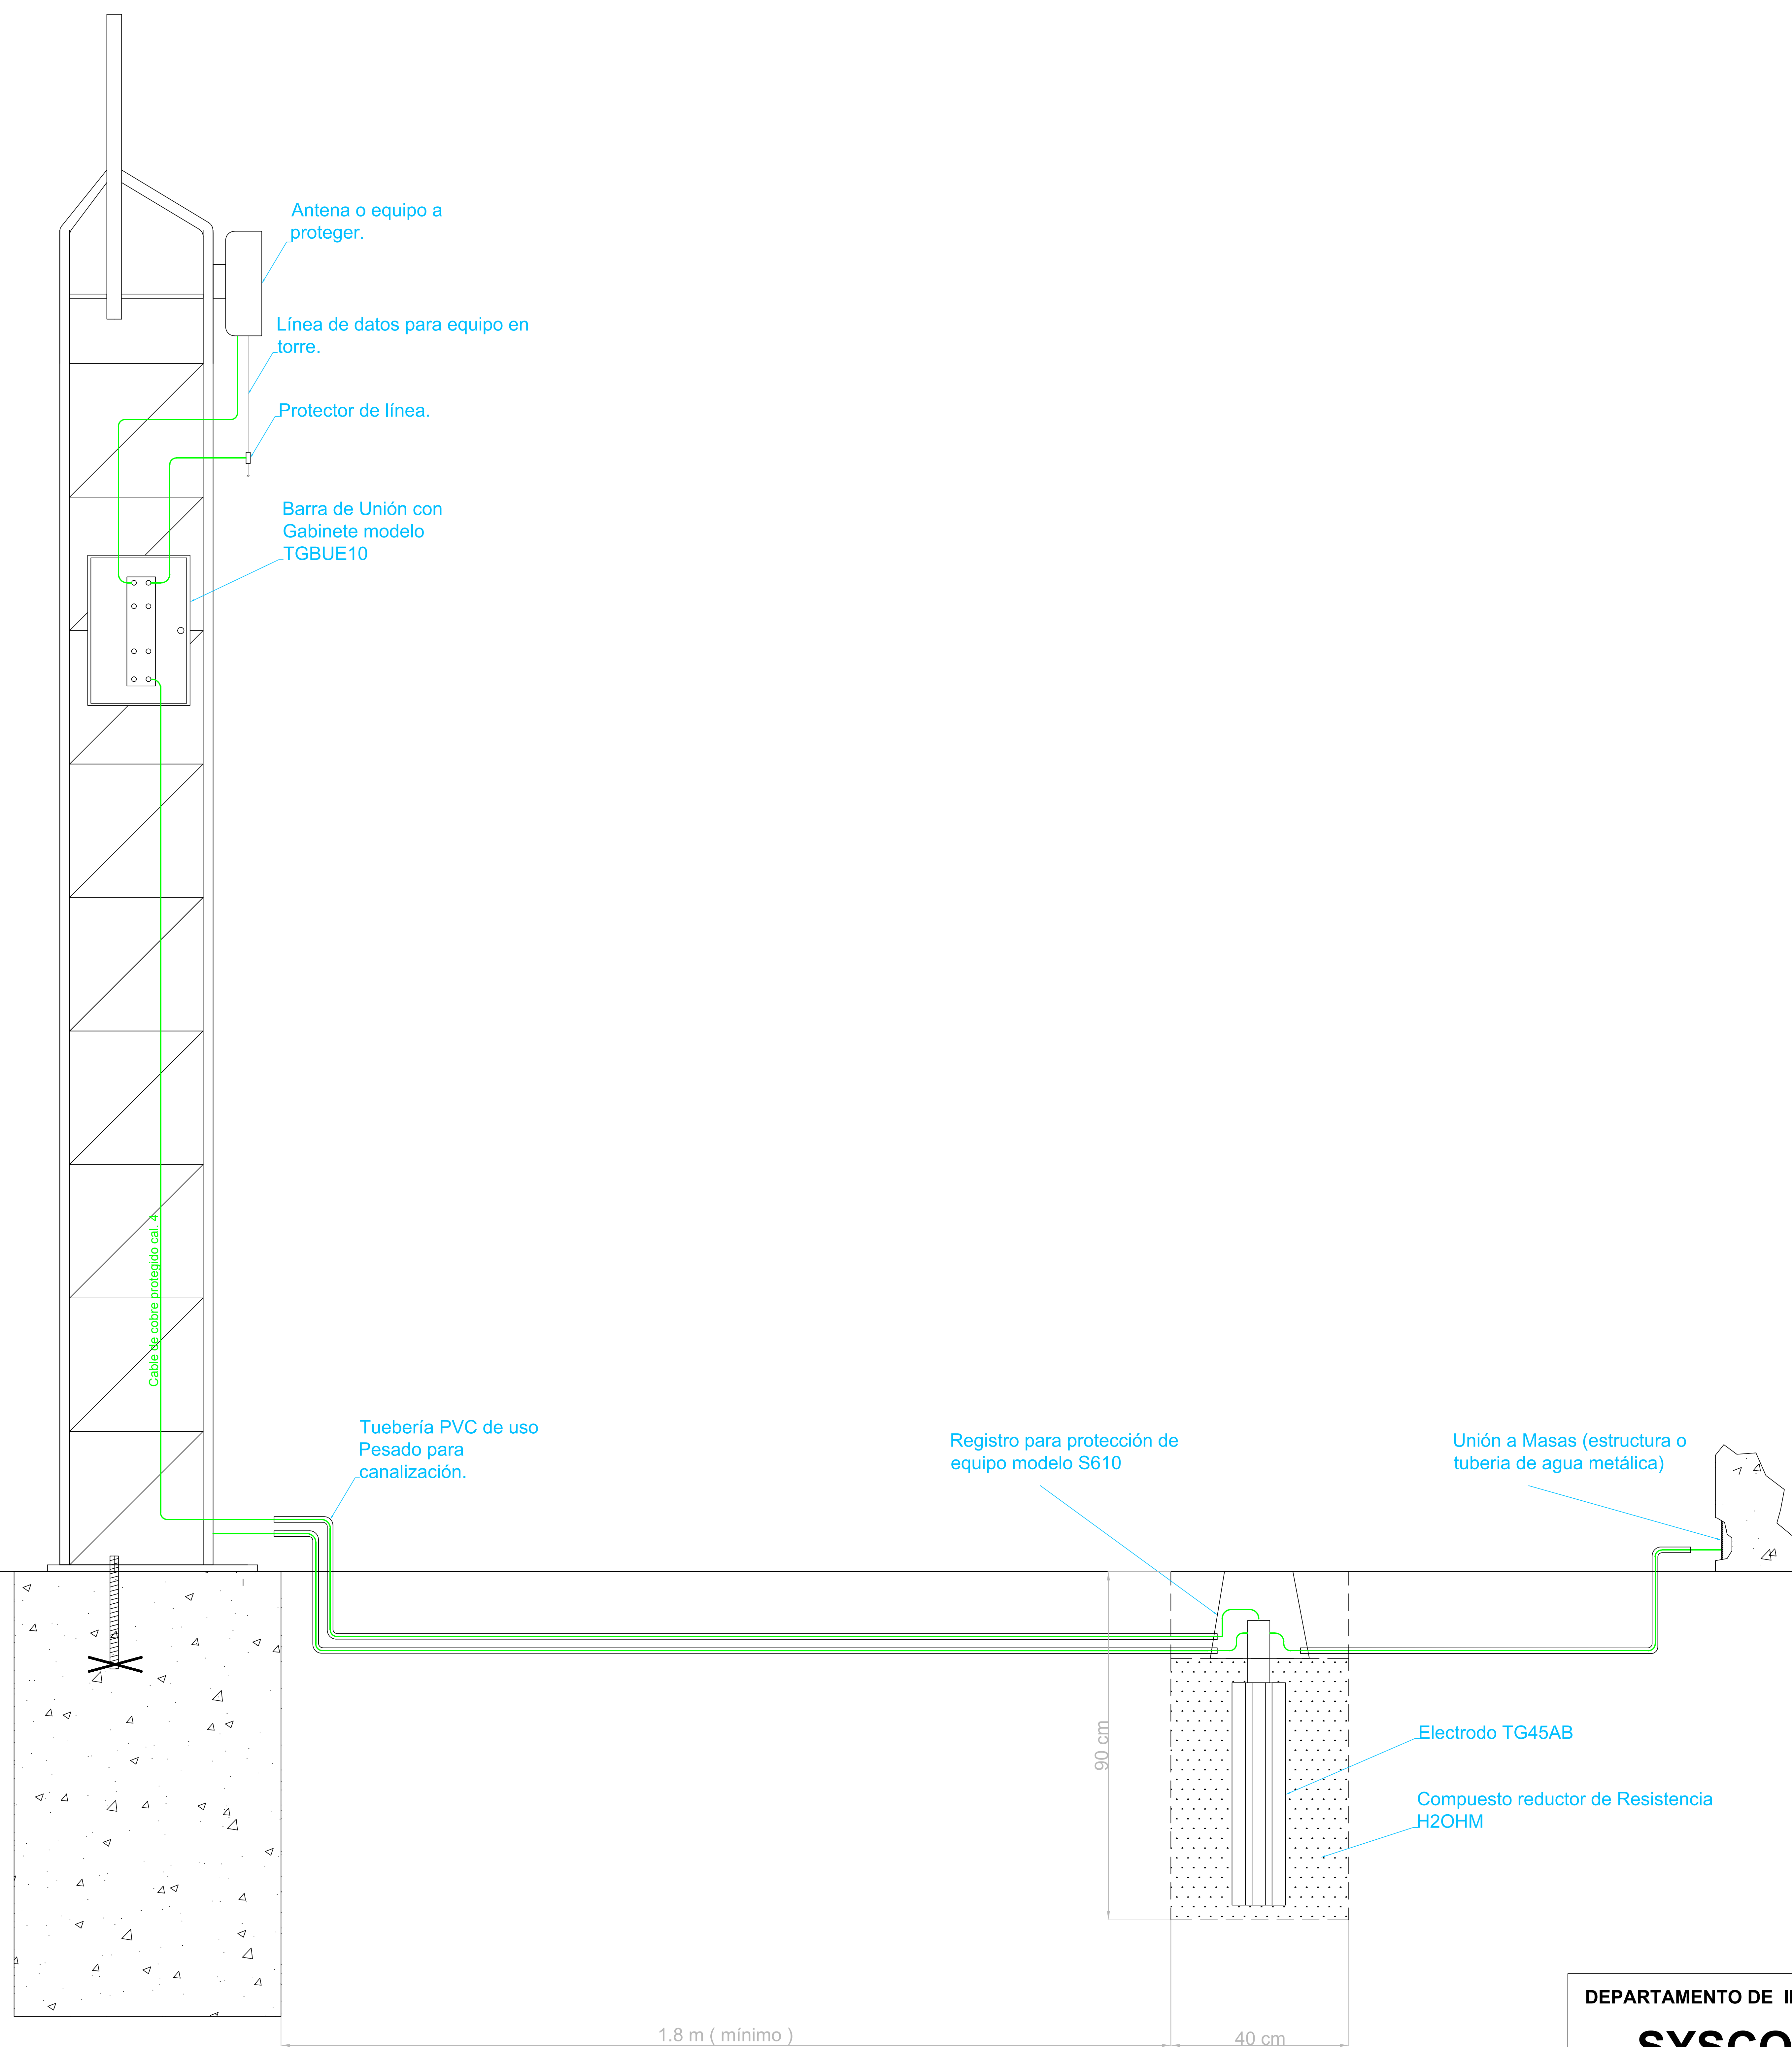 Antena o equipo a
proteger.
Línea de datos para equipo en
torre.
Protector de línea.
Barra de Unión con
Gabinete modelo
TGBUE10
Cable de cobre protegido cal. 4
Tuebería PVC de uso
Pesado para
canalización.
Registro para protección de
equipo modelo S610
Unión a Masas (estructura o
tuberia de agua metálica)
90 cm
Electrodo TG45AB
Compuesto reductor de Resistencia
H2OHM
1.8 m ( mínimo )
40 cm
DEPARTAMENTO DE